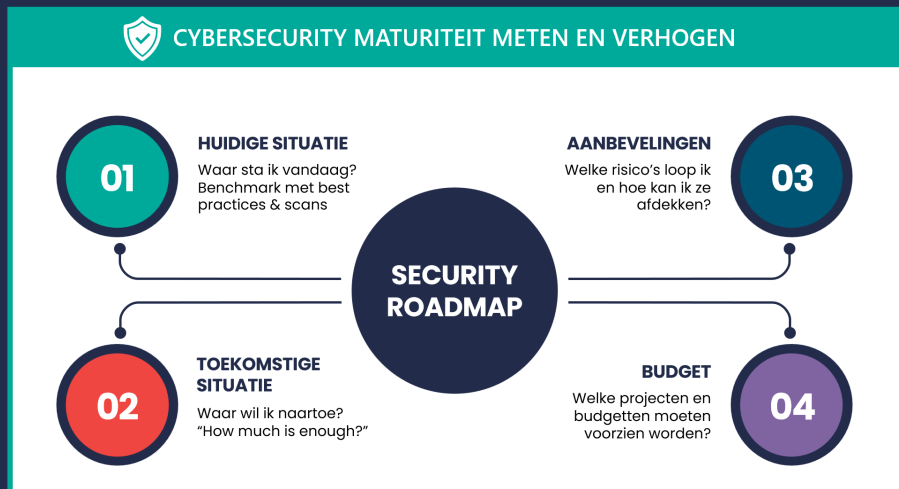 CYBERSECURITY MATURITEIT METEN EN VERHOGEN
01
HUIDIGE SITUATIE
Waar sta ik vandaag?
Benchmark met best
practices & scans
02
TOEKOMSTIGE
SITUATIE
Waar wil ik naartoe?
“How much is enough?”
SECURITY
ROADMAP
AANBEVELINGEN
Welke risico’s loop ik
en hoe kan ik ze
afdekken?
03
BUDGET
Welke projecten en
budgetten moeten
voorzien worden?
04